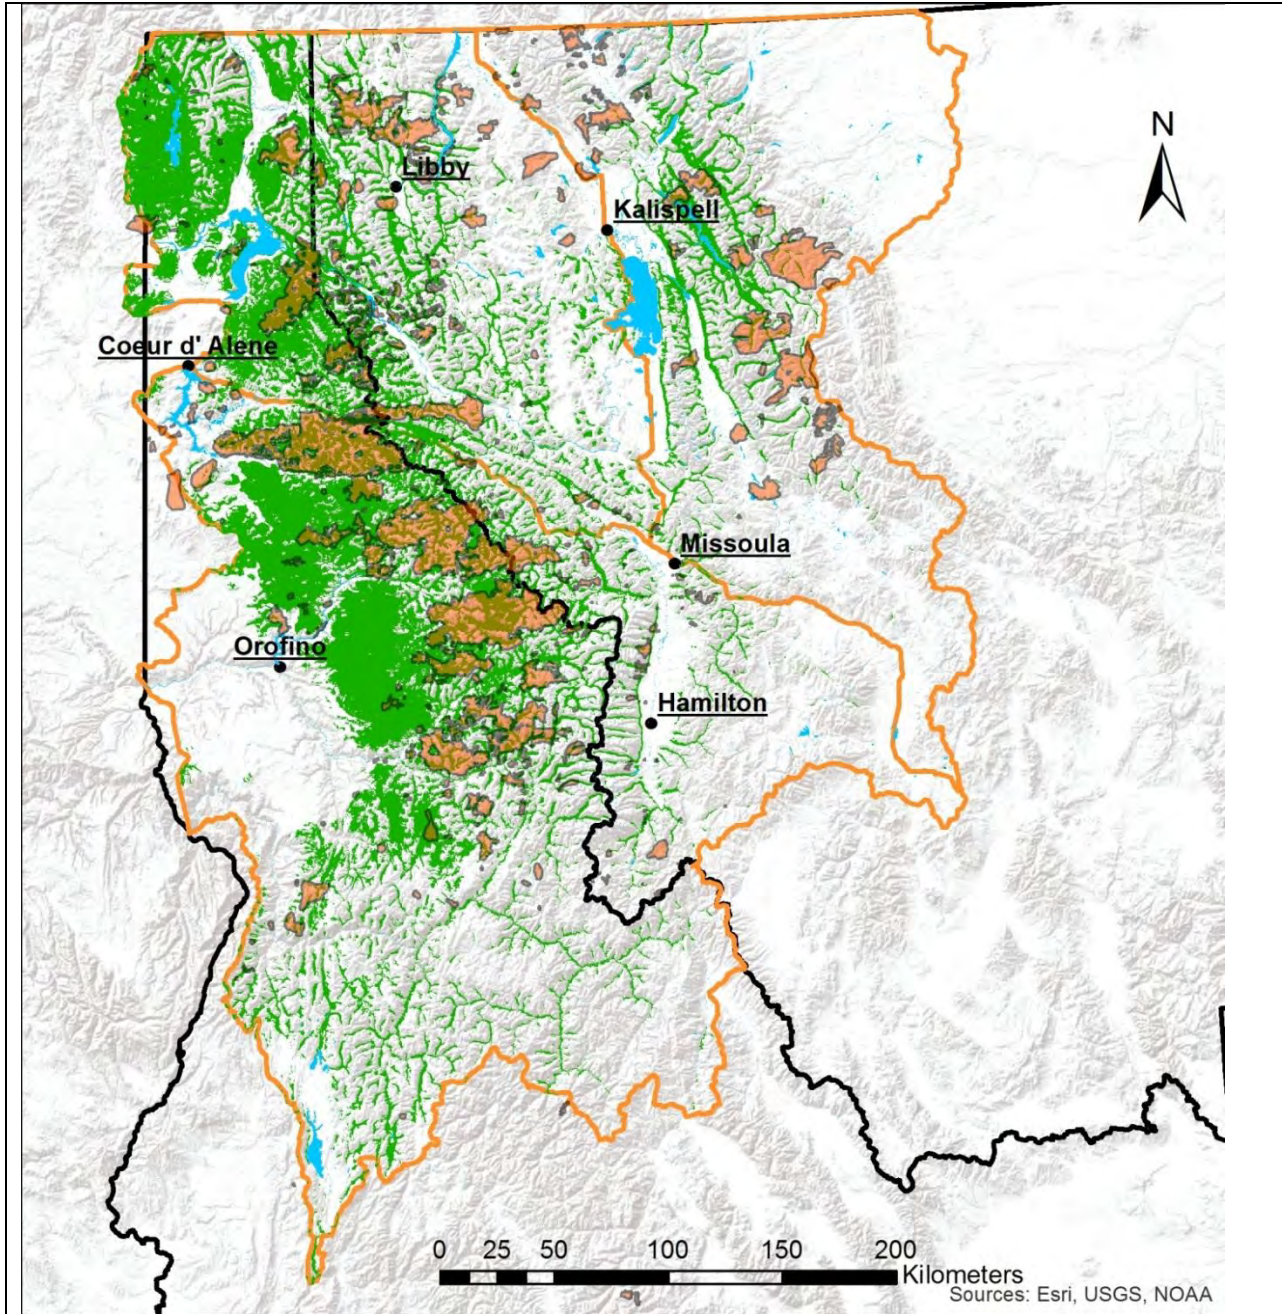 N
Libby
Kalispell
Coeur d' Alene
Missoula
Orofino
Hamilton
0 25 50 100 150 200
Kilometers
Sources: Esri, USGS, NOAA